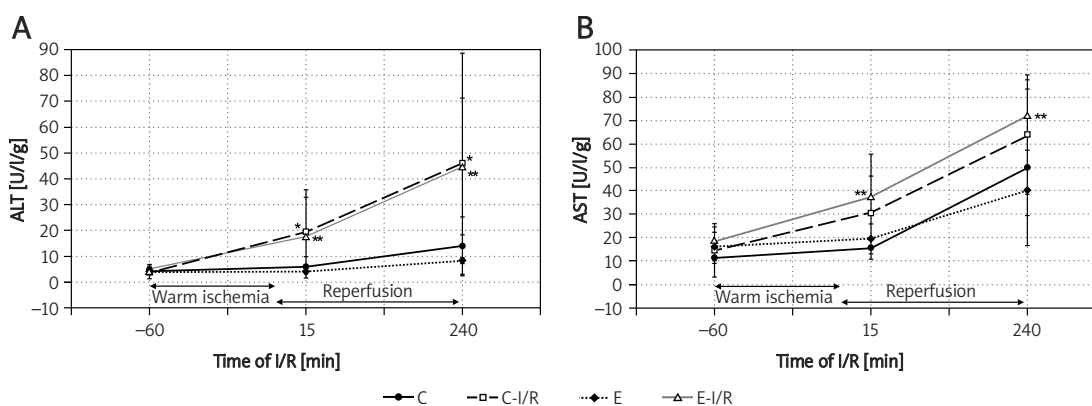 A
B
90
80
70
60
50
40
30
20
10
0
–10
ALT [U/l/g]
*
**
*
**
Warm ischemia
Reperfusion
–60
15
240
Time of I/R [min]
100
90
80
70
60
50
40
30
20
10
0
–10
AST [U/l/g]
**
**
Warm ischemia
Reperfusion
–60
15
240
Time of I/R [min]
C
C-I/R
E
E-I/R